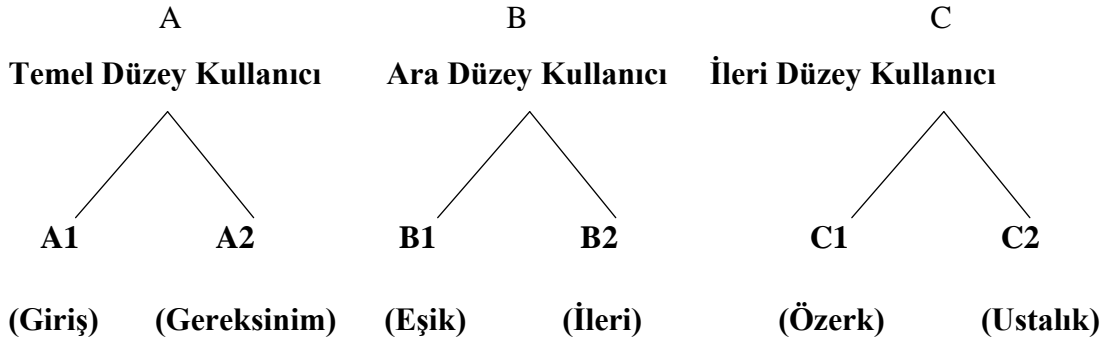 A B C
Temel Düzey Kullanıcı Ara Düzey Kullanıcı İleri Düzey Kullanıcı
A1 A2 B1 B2 C1 C2
(Giriş) (Gereksinim) (Eşik) (İleri) (Özerk) (Ustalık)